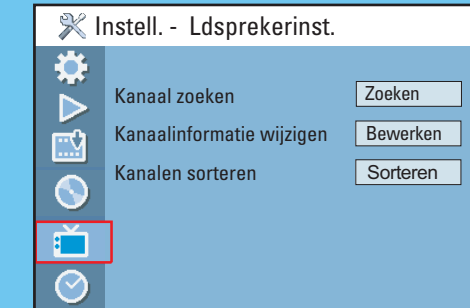 Instell. - Ldsprekerinst.
Kanaal zoeken Zoeken
Kanaalinformatie wijzigen Bewerken
Kanalen sorteren Sorteren